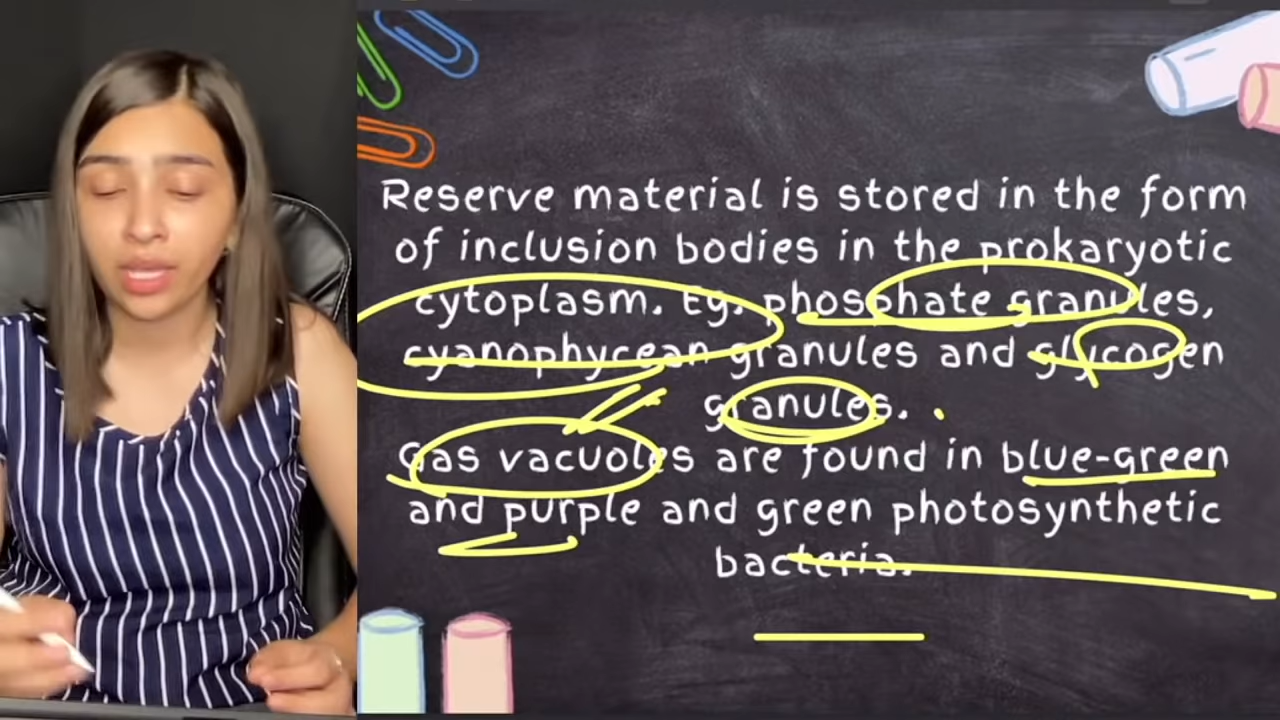 Reserve material is stored in the form
of inclusion bodies in the prokaryotic
cytoplasm. Eg. phosphate granules,
cyanophycean granules and glycogen
granules.
Gas vacuoles are found in blue-green
and purple and green photosynthetic
bacteria.